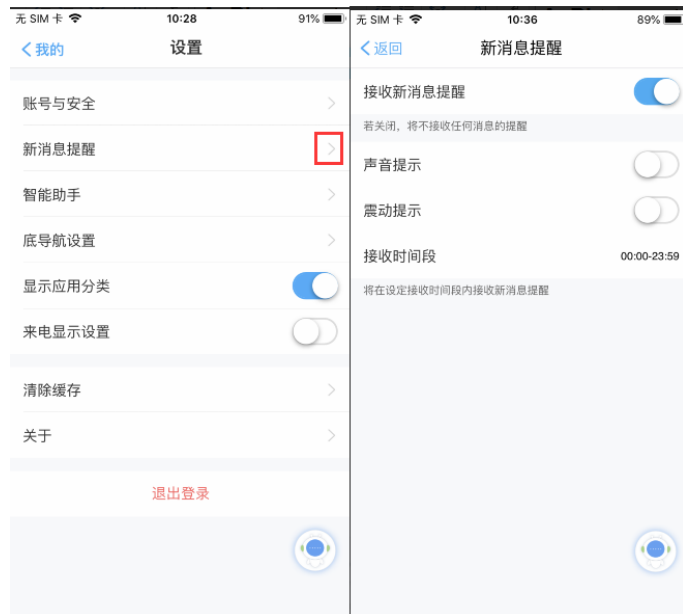 无 SIM 卡 10:28 91%
我的 设置
账号与安全
新消息提醒
智能助手
底导航设置
显示应用分类
来电显示设置
清除缓存
关于
退出登录
无 SIM 卡 10:36 89%
返回 新消息提醒
接收新消息提醒
若关闭，将不接收任何消息的提醒
声音提示
震动提示
接收时间段 00:00-23:59
将在设定接收时间段内接收新消息提醒